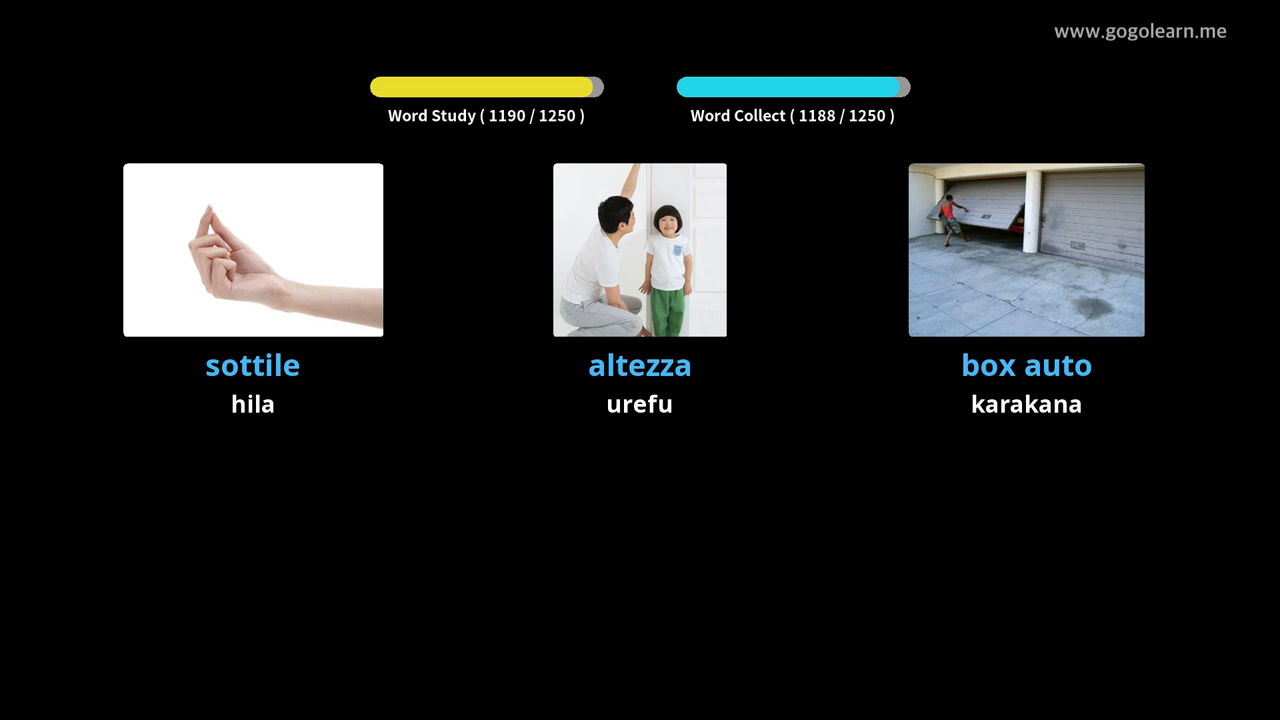 www.gogolearn.me
Word Study ( 1190 / 1250 )
Word Collect ( 1188 / 1250 )
sottile
hila
altezza
urefu
box auto
karakana